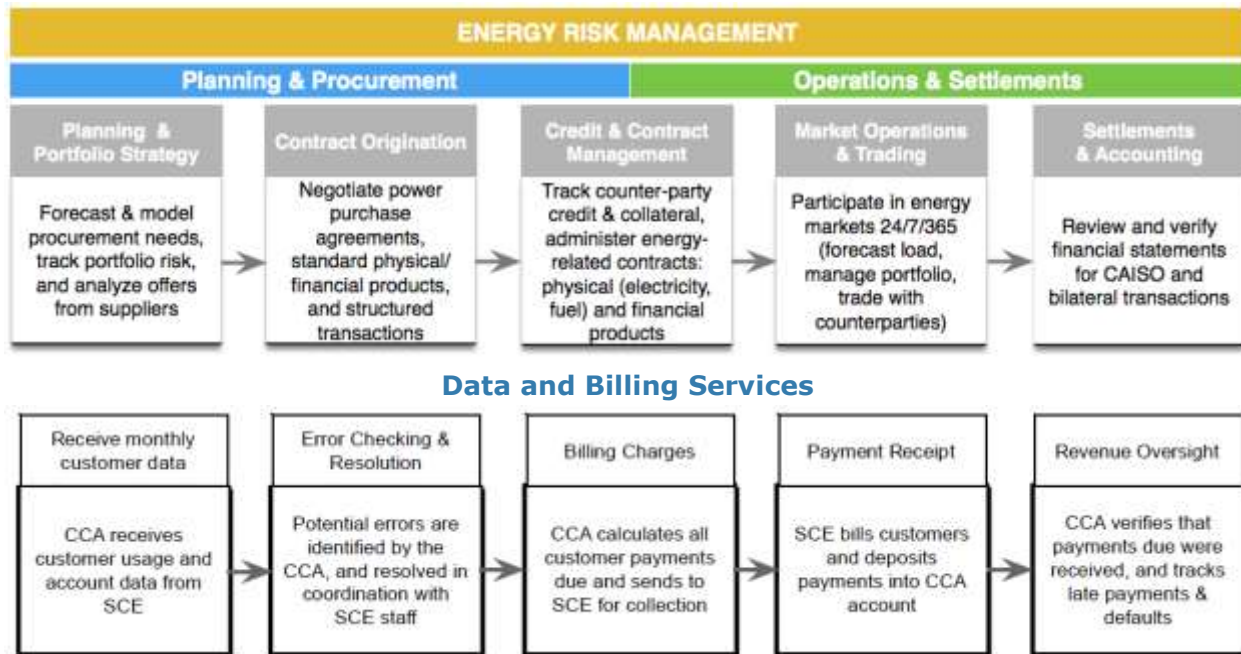 ENERGY RISK MANAGEMENT
Planning & Procurement
Operations & Settlements
Planning &
Portfolio Strategy
Forecast & model
procurement needs,
track portfolio risk,
and analyze offers
from suppliers
Contract Origination
Negotiate power
purchase
agreements,
standard physical/
financial products,
and structured
transactions
Credit & Contract
Management
Track counter-party
credit & collateral,
administer energy-
related contracts:
physical (electricity,
fuel) and financial
products
Market Operations
& Trading
Participate in energy
markets 24/7/365
(forecast load,
manage portfolio,
trade with
counterparties)
Settlements
& Accounting
Review and verify
financial statements
for CAISO and
bilateral transactions
Data and Billing Services
Receive monthly
customer data
CCA receives
customer usage and
account data from
SCE
Error Checking &
Resolution
Potential errors are
identified by the
CCA, and resolved in
coordination with
SCE staff
Billing Charges
CCA calculates all
customer payments
due and sends to
SCE for collection
Payment Receipt
SCE bills customers
and deposits
payments into CCA
account
Revenue Oversight
CCA verifies that
payments due were
received, and tracks
late payments &
defaults